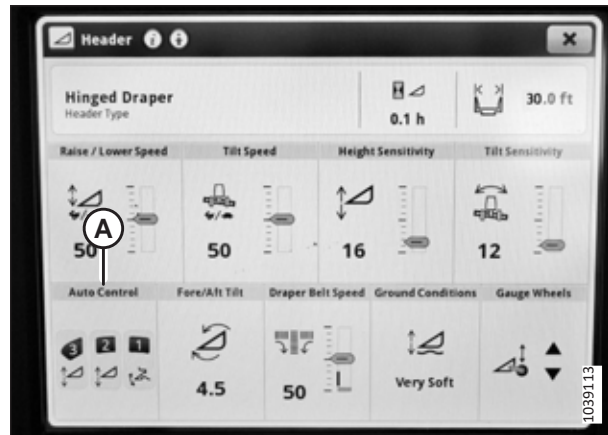 Header
Hinged Draper
Header Type
0.1 h
30.0 ft
Raise / Lower Speed
Tilt Speed
Height Sensitivity
Tilt Sensitivity
50
50
16
12
A
Auto Control
Fore/Aft Tilt
Draper Belt Speed
Ground Conditions
Gauge Wheels
3 2 1
4.5
50
Very Soft
1039113